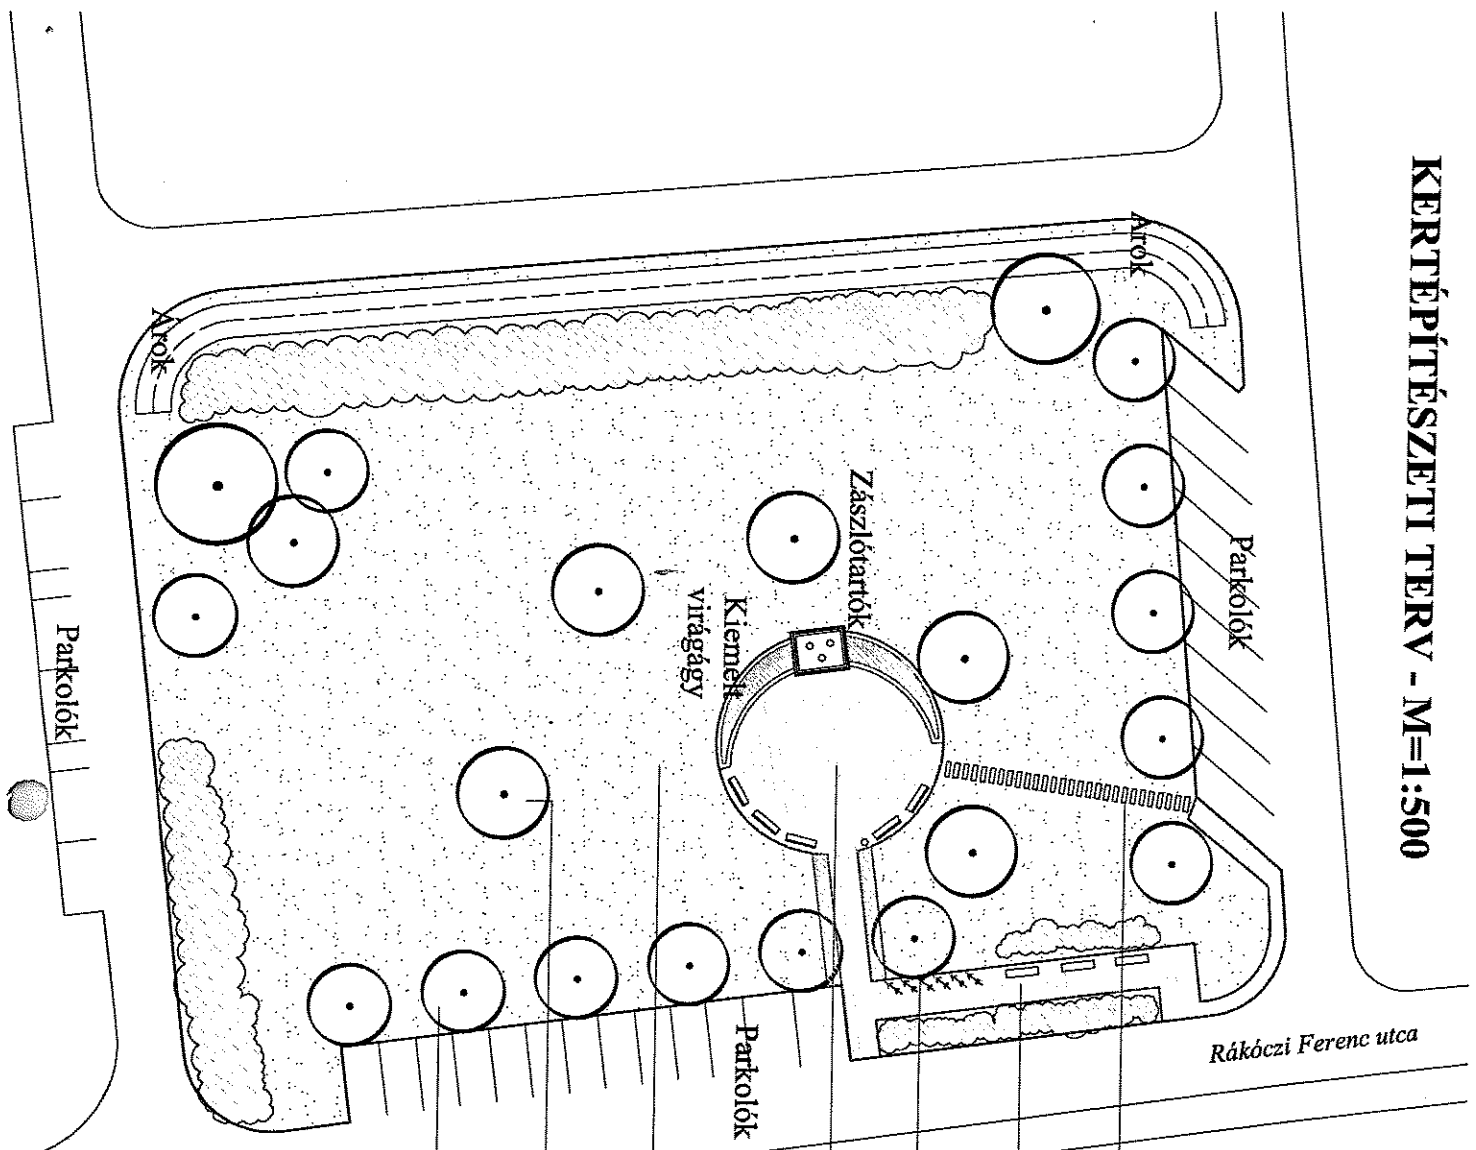 KERTÉPÍTÉSZETI TERV - M=1:500
Árok
Árok
Parkolók
Zászlótartók
Kiemelt
virágágy
Parkolók
Parkolók
Rákóczi Ferenc utca